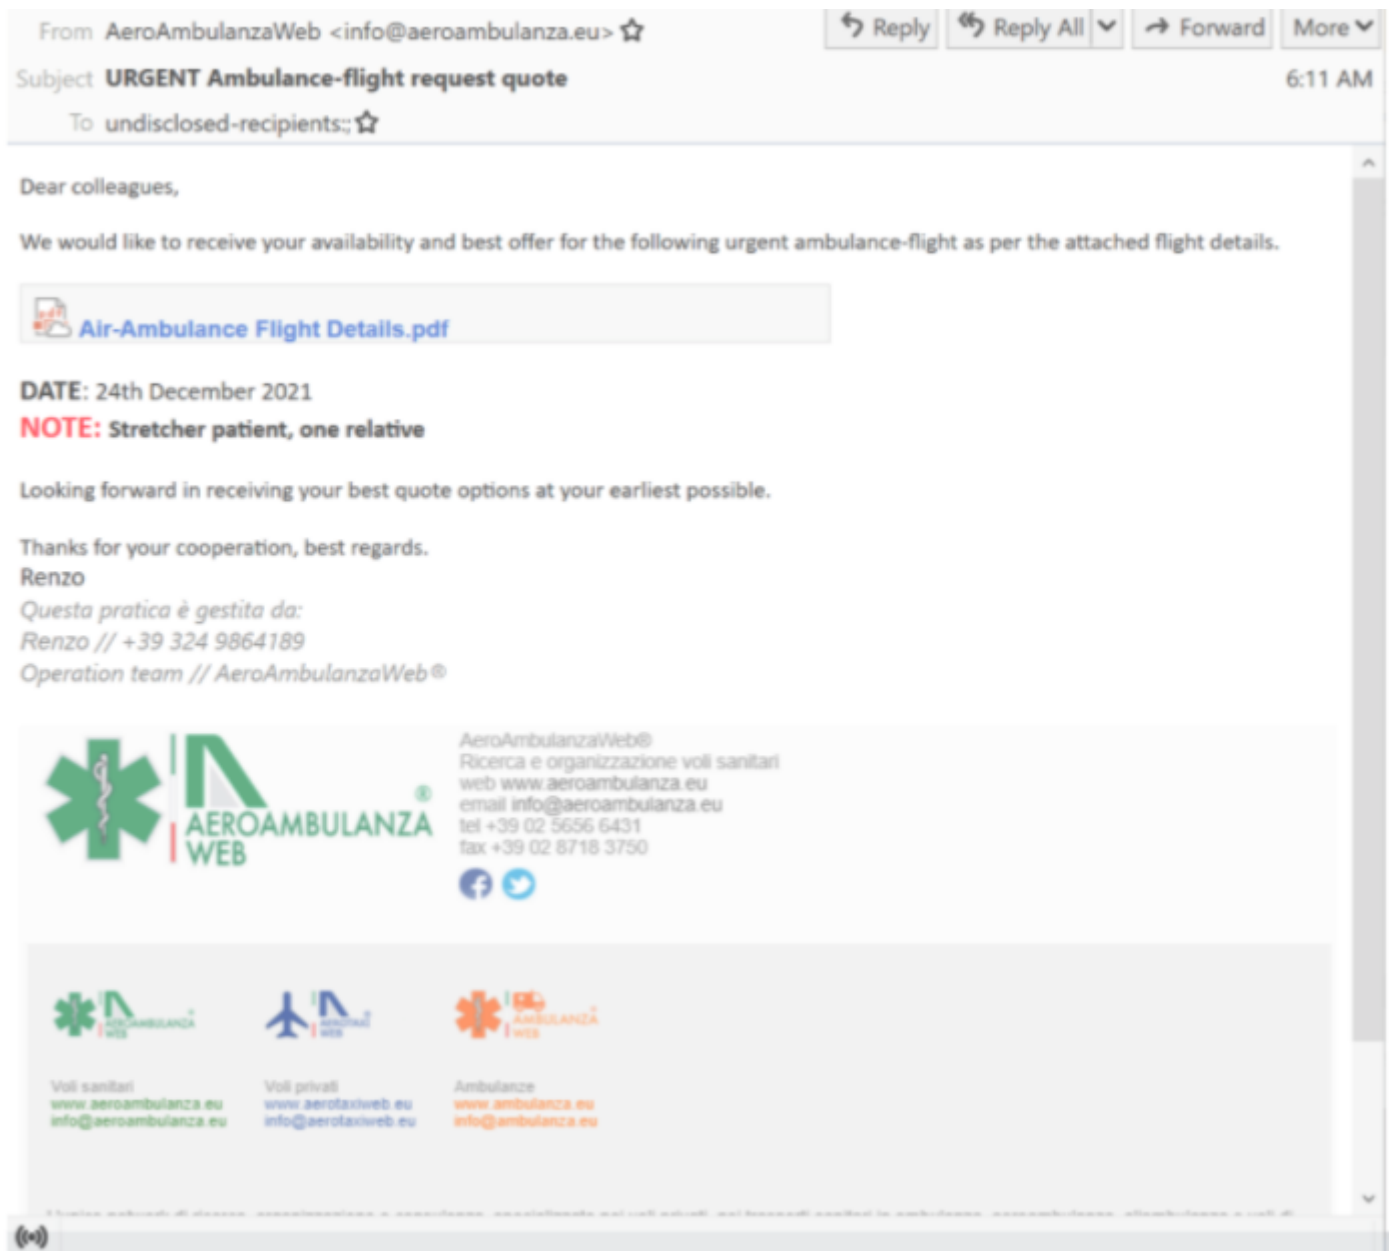 From AeroAmbulanzaWeb <info@aeroambulanza.eu>
Reply Reply All Forward More
Subject URGENT Ambulance-flight request quote
6:11 AM
To undisclosed-recipients:;
Dear colleagues,
We would like to receive your availability and best offer for the following urgent ambulance-flight as per the attached flight details.
pdf
Air-Ambulance Flight Details.pdf
DATE: 24th December 2021
NOTE: Stretcher patient, one relative
Looking forward in receiving your best quote options at your earliest possible.
Thanks for your cooperation, best regards.
Renzo
Questa pratica è gestita da:
Renzo // +39 324 9864189
Operation team // AeroAmbulanzaWeb®
AEROAMBULANZA ®
WEB
AeroAmbulanzaWeb®
Ricerca e organizzazione voli sanitari
web www.aeroambulanza.eu
email info@aeroambulanza.eu
tel +39 02 5656 6431
fax +39 02 8718 3750
AEROAMBULANZA
WEB
AEROTAXI
WEB
AMBULANZA
WEB
Voli sanitari
www.aeroambulanza.eu
info@aeroambulanza.eu
Voli privati
www.aerotaxiweb.eu
info@aerotaxiweb.eu
Ambulanze
www.ambulanza.eu
info@ambulanza.eu